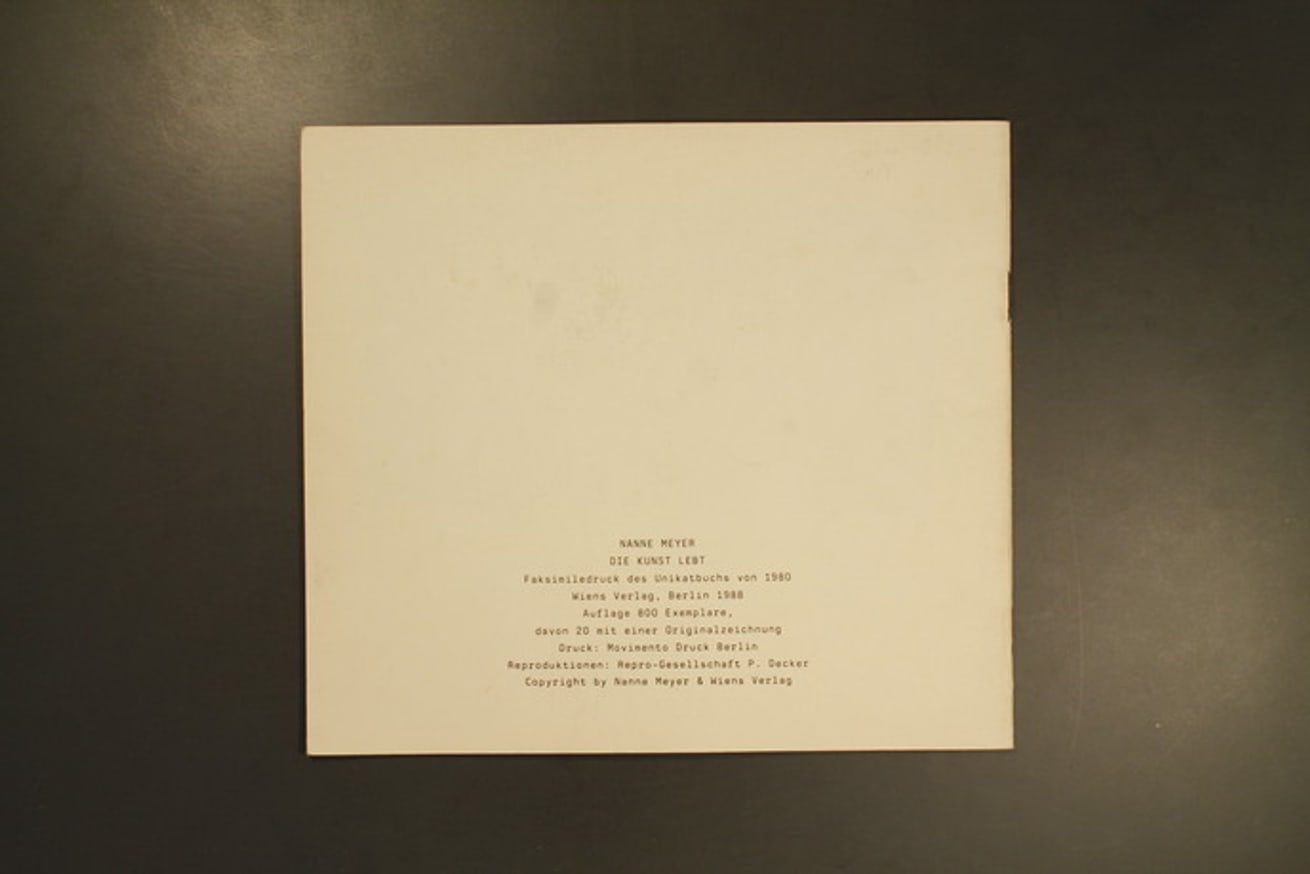 NANNE MEYER
DIE KUNST LEBT
Faksimiledruck des Unikatbuchs von 1980
Wiens Verlag, Berlin 1988
Auflage 800 Exemplare,
davon 20 mit einer Originalzeichnung
Druck: Movimento Druck Berlin
Reproduktionen: Repro-Gesellschaft P. Decker
Copyright by Nanne Meyer & Wiens Verlag